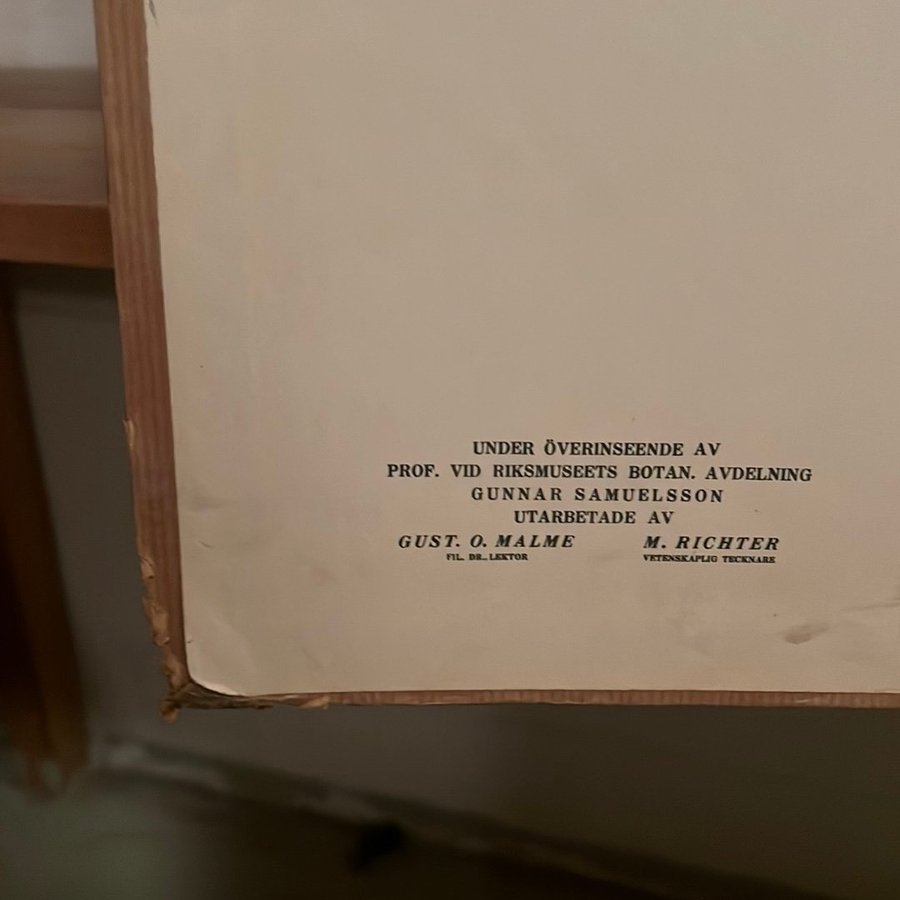 UNDER ÖVERINSEENDE AV
PROF. VID RIKSMUSEETS BOTAN. AVDELNING
GUNNAR SAMUELSSON
UTARBETADE AV
GUST. O. MALME M. RICHTER
FIL. DR., LEKTOR VETENSKAPLIG TECKNARE